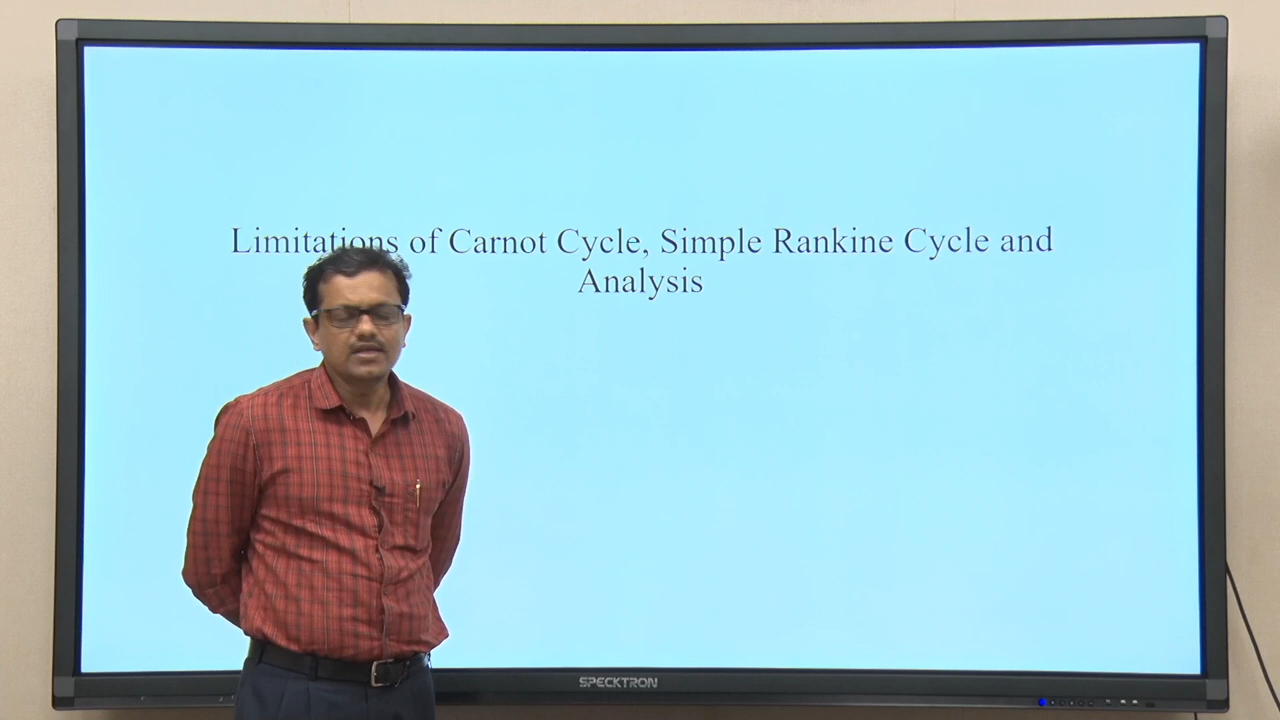 Limitations of Carnot Cycle, Simple Rankine Cycle and
Analysis
SPECKTRON